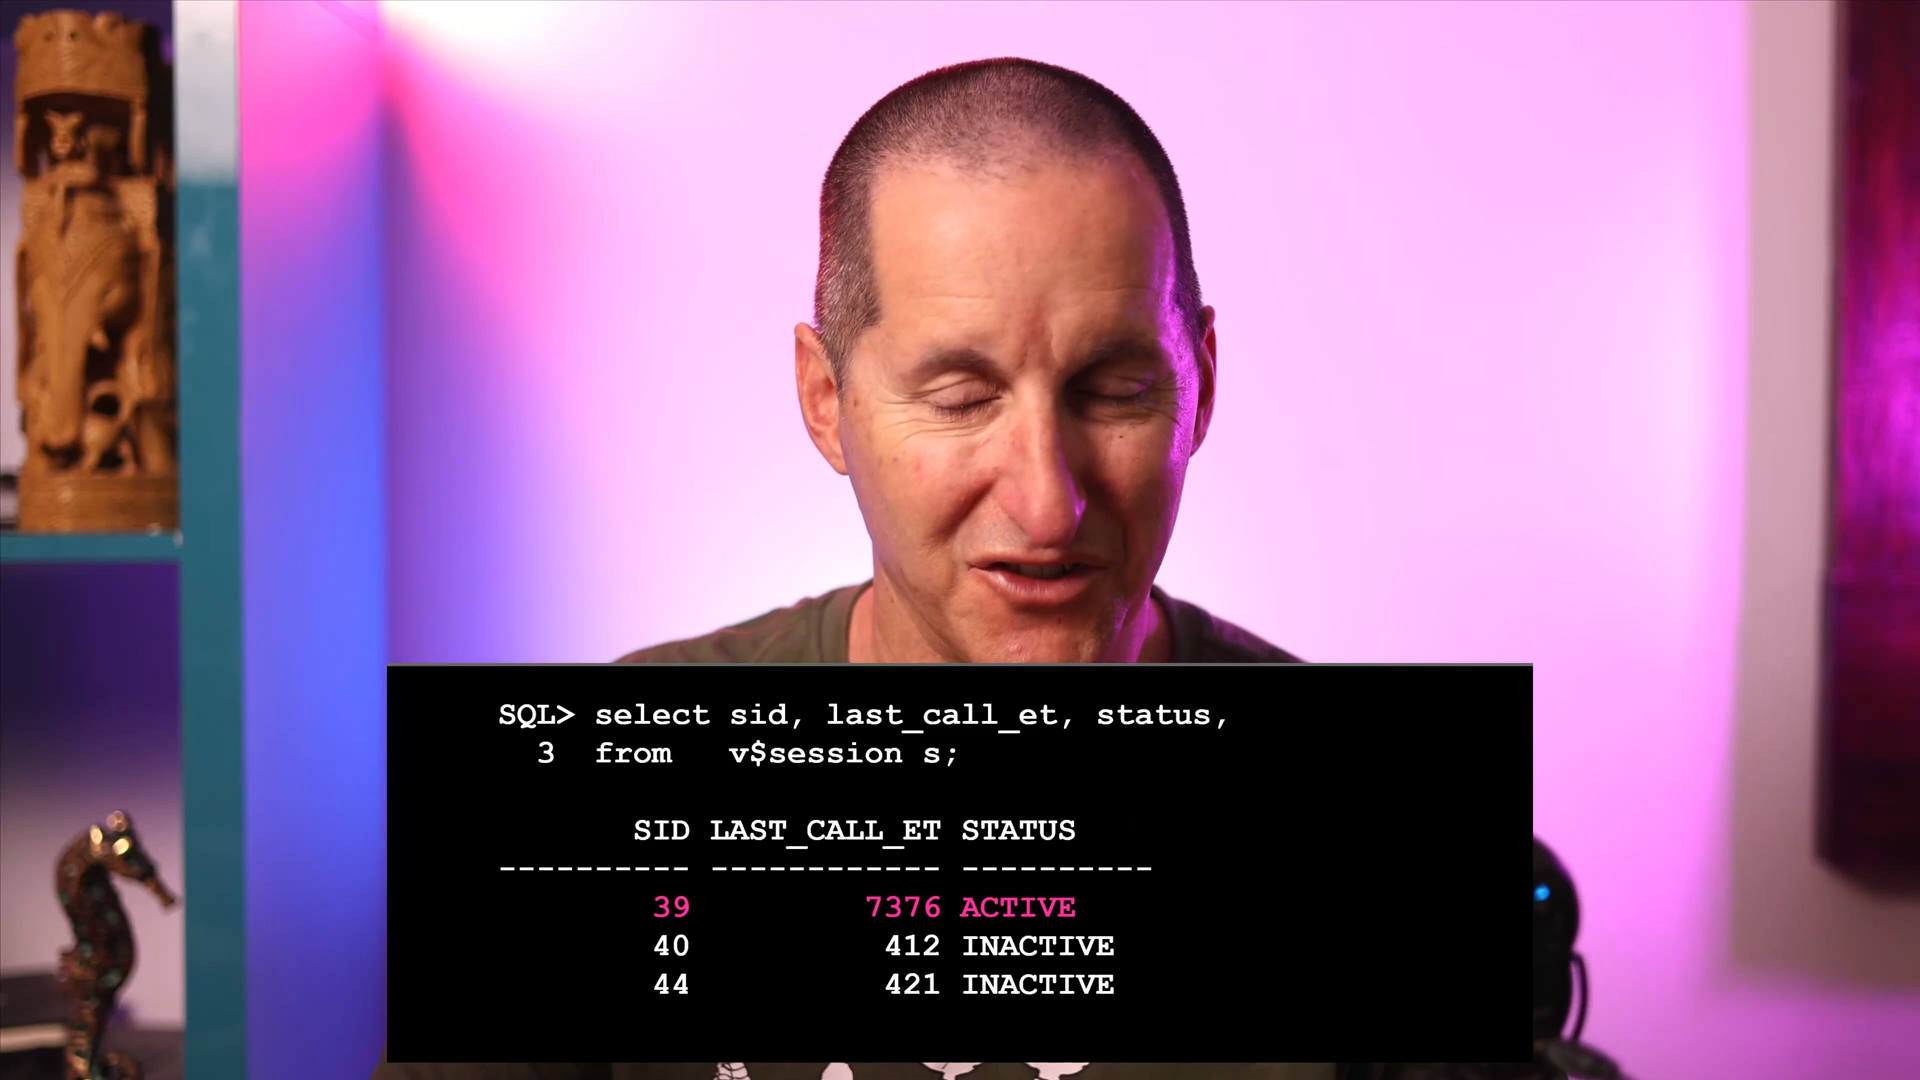 SQL> select sid, last_call_et, status,
3 from v$session s;
SID LAST_CALL_ET STATUS
---------- ------------ ----------
39 7376 ACTIVE
40 412 INACTIVE
44 421 INACTIVE